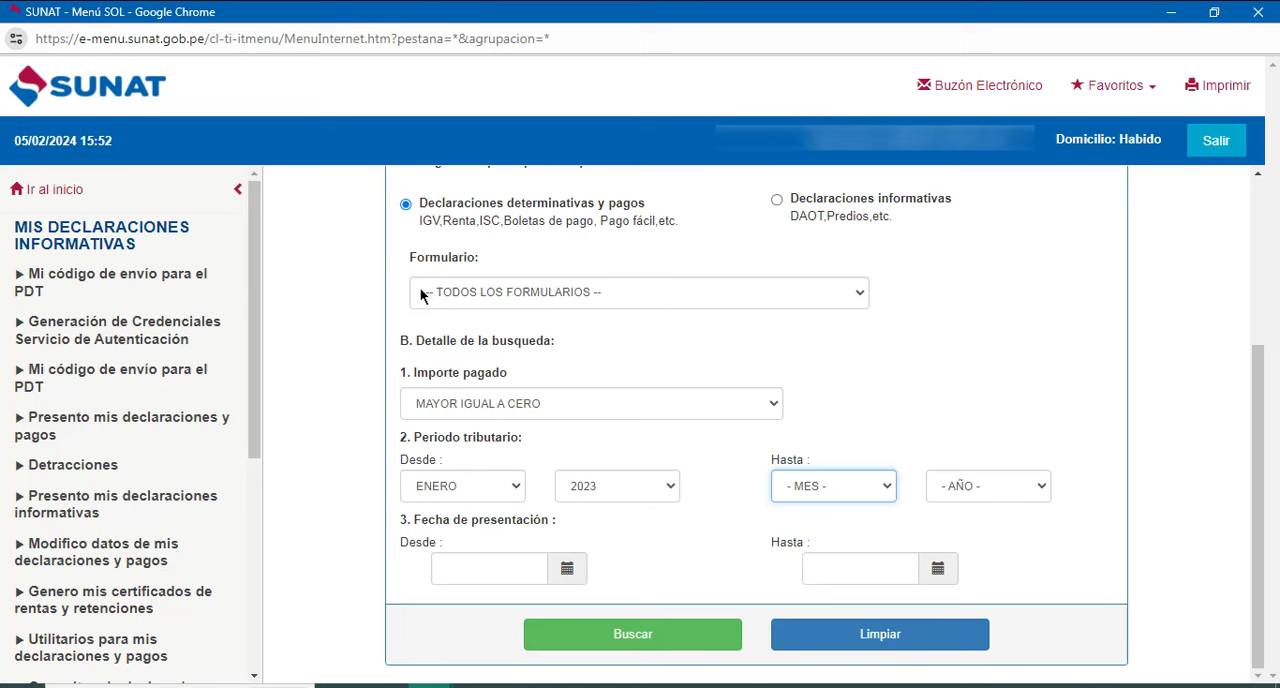 SUNAT - Menú SOL - Google Chrome
https://e-menu.sunat.gob.pe/cl-ti-itmenu/MenuInternet.htm?pestana=*&agrupacion=*
SUNAT
Buzón Electrónico
Favoritos
Imprimir
05/02/2024 15:52
Domicilio: Habido
Salir
Ir al inicio
MIS DECLARACIONES
INFORMATIVAS
Mi código de envío para el
PDT
Generación de Credenciales
Servicio de Autenticación
Mi código de envío para el
PDT
Presento mis declaraciones y
pagos
Detracciones
Presento mis declaraciones
informativas
Modifico datos de mis
declaraciones y pagos
Genero mis certificados de
rentas y retenciones
Utilitarios para mis
declaraciones y pagos
Declaraciones determinativas y pagos
IGV,Renta,ISC,Boletas de pago, Pago fácil,etc.
Declaraciones informativas
DAOT,Predios,etc.
Formulario:
-- TODOS LOS FORMULARIOS --
B. Detalle de la busqueda:
1. Importe pagado
MAYOR IGUAL A CERO
2. Periodo tributario:
Desde :
Hasta :
ENERO
2023
- MES -
- AÑO -
3. Fecha de presentación :
Desde :
Hasta :
Buscar
Limpiar